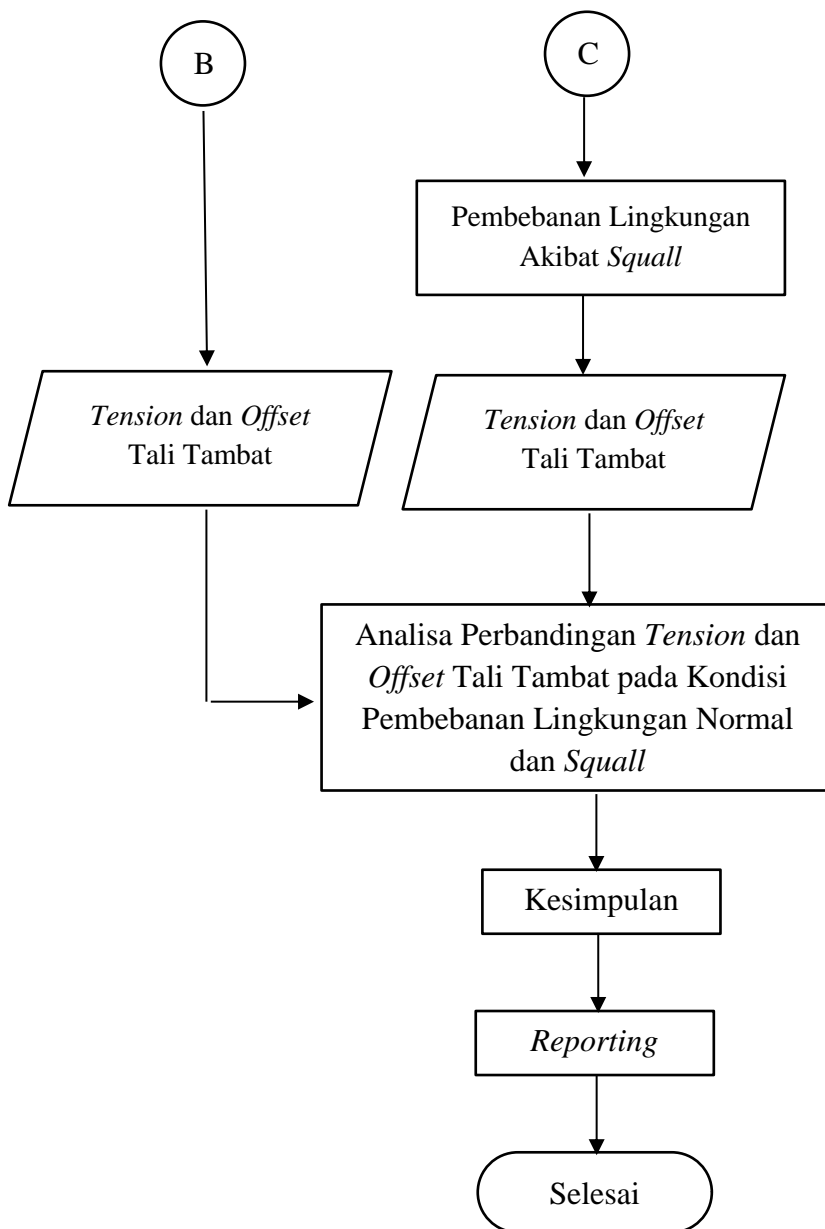 B
C
Pembebanan Lingkungan
Akibat Squall
Tension dan Offset
Tali Tambat
Tension dan Offset
Tali Tambat
Analisa Perbandingan Tension dan
Offset Tali Tambat pada Kondisi
Pembebanan Lingkungan Normal
dan Squall
Kesimpulan
Reporting
Selesai